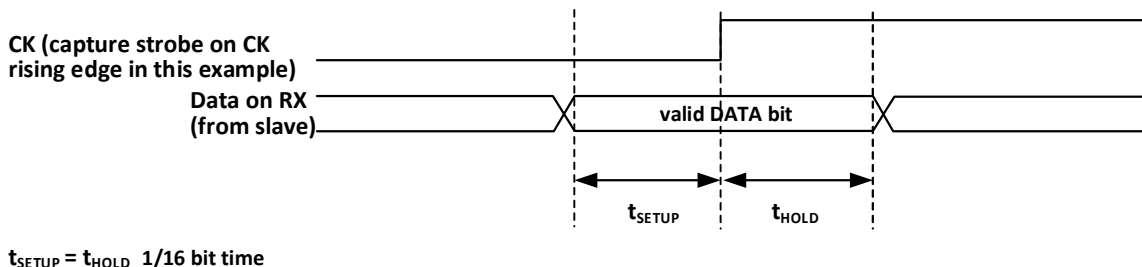 CK (capture strobe on CK
rising edge in this example)
Data on RX
(from slave)
valid DATA bit
tSETUP
tHOLD
tSETUP = tHOLD 1/16 bit time